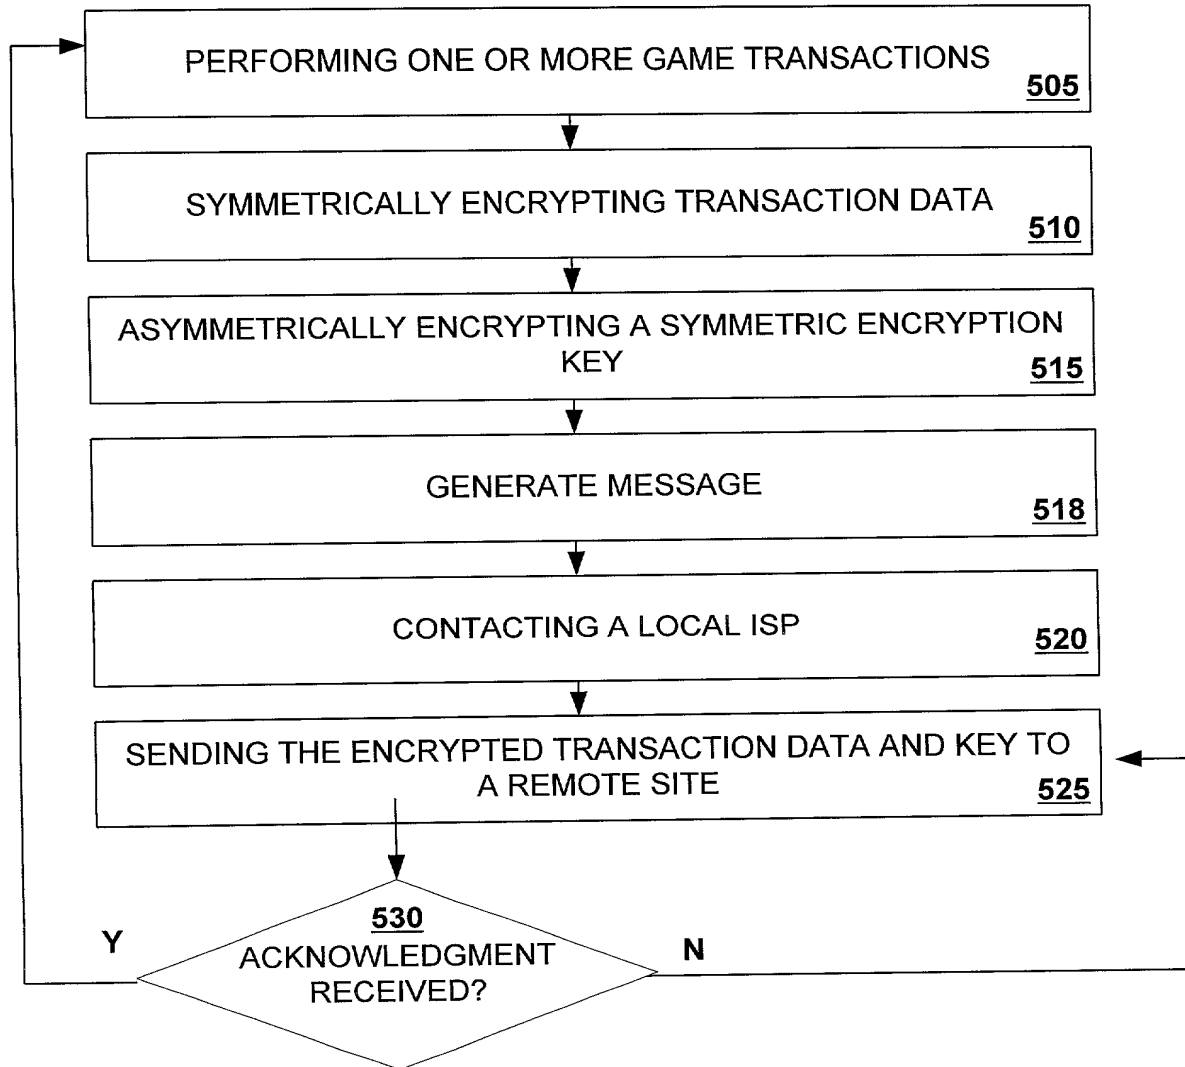 PERFORMING ONE OR MORE GAME TRANSACTIONS
505
SYMMETRICALLY ENCRYPTING TRANSACTION DATA
510
ASYMMETRICALLY ENCRYPTING A SYMMETRIC ENCRYPTION
KEY
515
GENERATE MESSAGE
518
CONTACTING A LOCAL ISP
520
SENDING THE ENCRYPTED TRANSACTION DATA AND KEY TO
A REMOTE SITE
525
530
ACKNOWLEDGMENT
RECEIVED?
Y
N